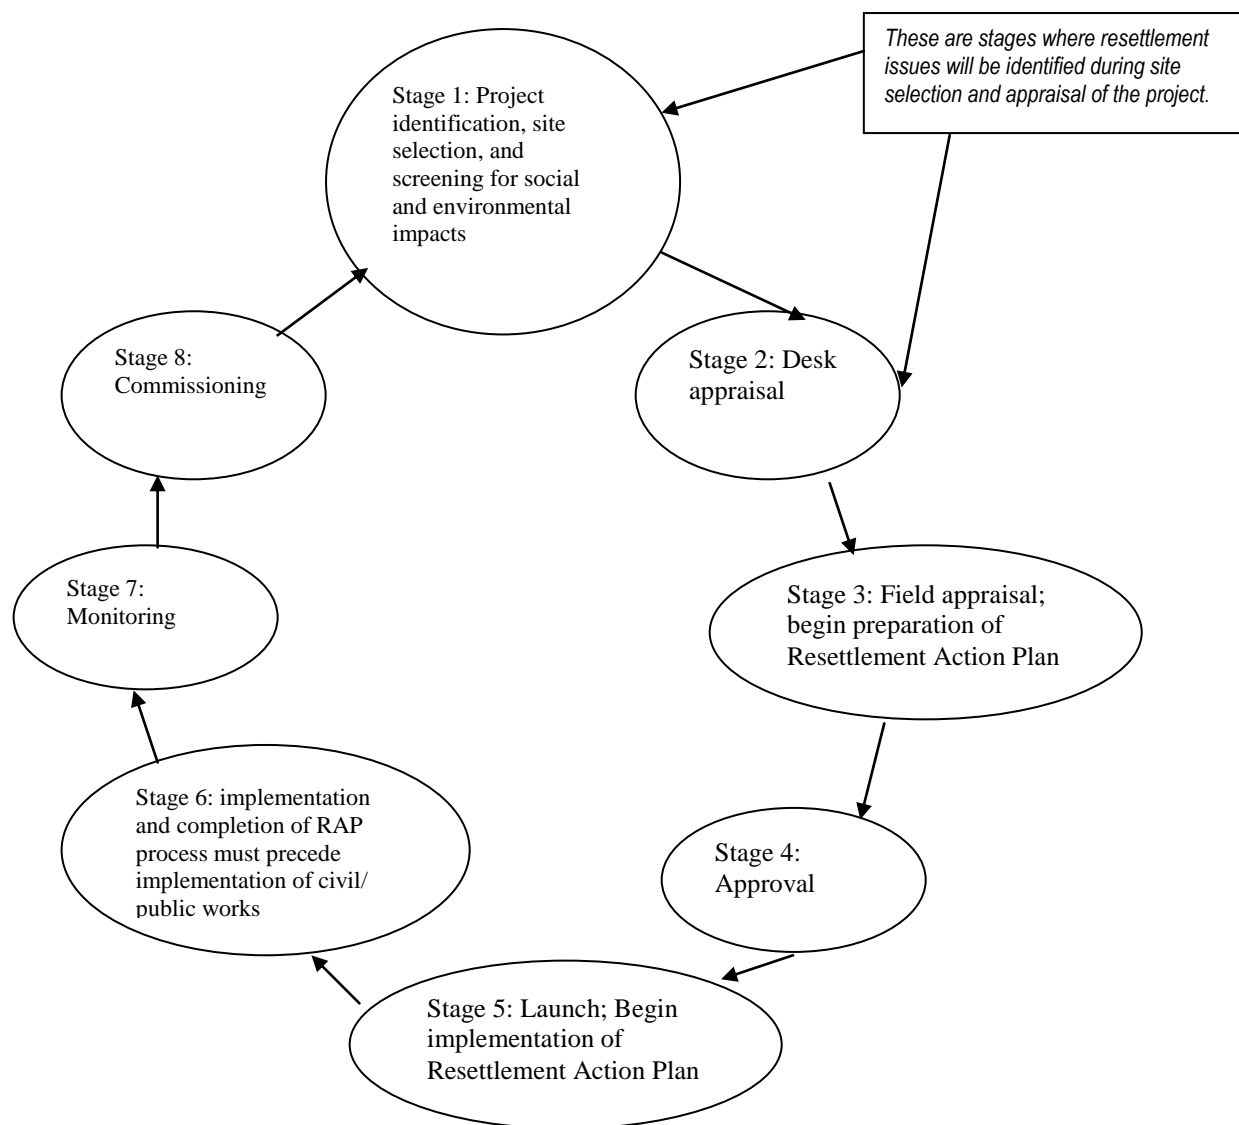 These are stages where resettlement
issues will be identified during site
selection and appraisal of the project.
Stage 1: Project
identification, site
selection, and
screening for social
and environmental
impacts
Stage 2: Desk
appraisal
Stage 3: Field appraisal;
begin preparation of
Resettlement Action Plan
Stage 4:
Approval
Stage 5: Launch; Begin
implementation of
Resettlement Action Plan
Stage 6: implementation
and completion of RAP
process must precede
implementation of civil/
public works
Stage 7:
Monitoring
Stage 8:
Commissioning